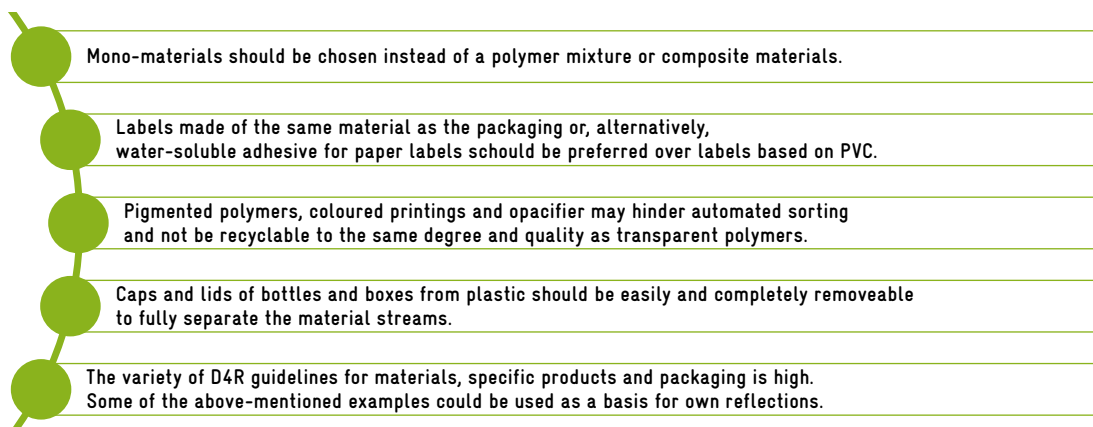 Mono-materials should be chosen instead of a polymer mixture or composite materials.
Labels made of the same material as the packaging or, alternatively,
water-soluble adhesive for paper labels schould be preferred over labels based on PVC.
Pigmented polymers, coloured printings and opacifier may hinder automated sorting
and not be recyclable to the same degree and quality as transparent polymers.
Caps and lids of bottles and boxes from plastic should be easily and completely removeable
to fully separate the material streams.
The variety of D4R guidelines for materials, specific products and packaging is high.
Some of the above-mentioned examples could be used as a basis for own reflections.